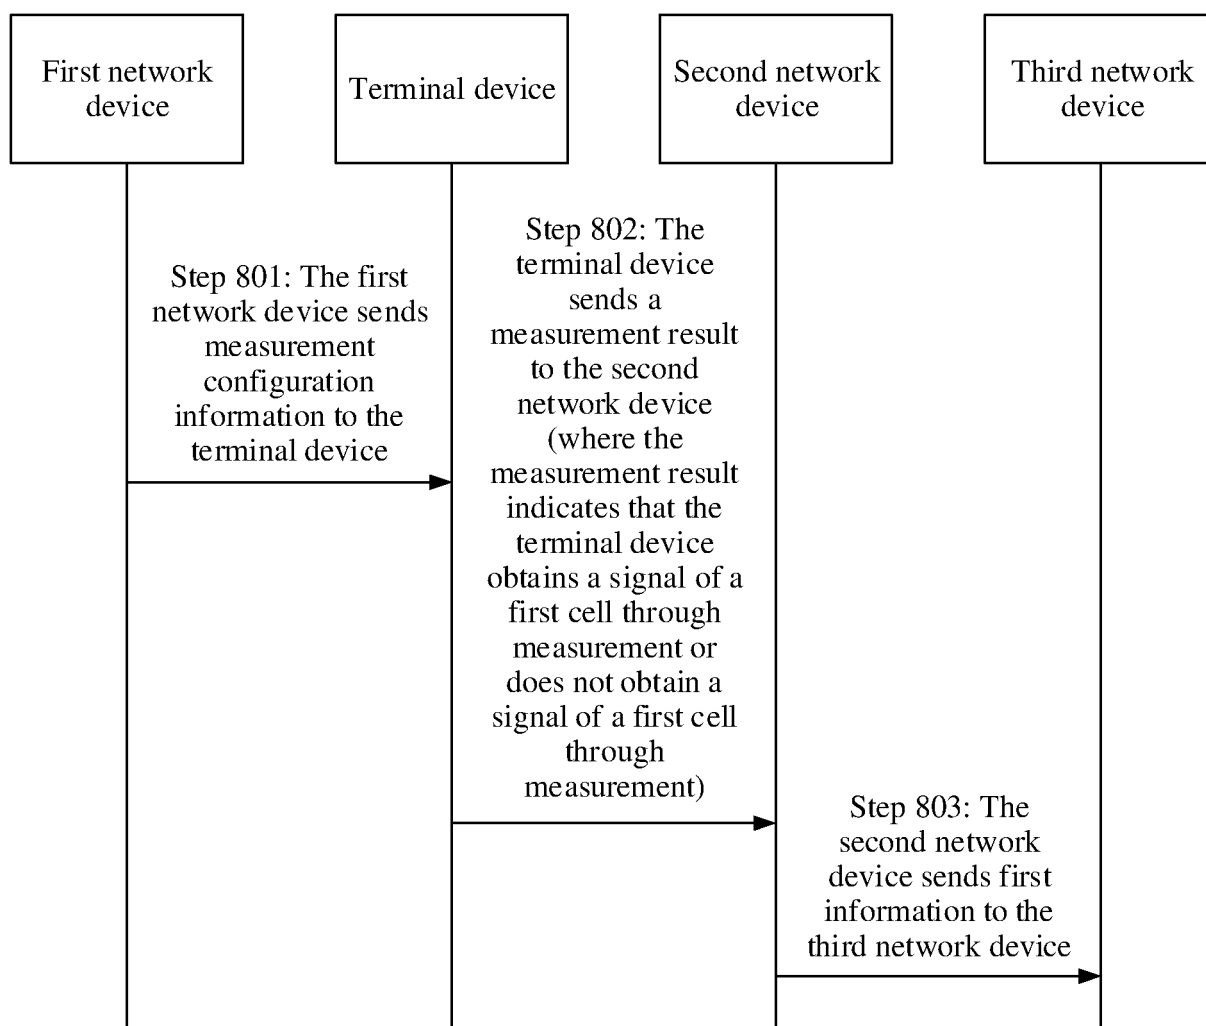 First network
device
Terminal device
Second network
device
Third network
device
Step 801: The first
network device sends
measurement
configuration
information to the
terminal device
Step 802: The
terminal device
sends a
measurement result
to the second
network device
(where the
measurement result
indicates that the
terminal device
obtains a signal of a
first cell through
measurement or
does not obtain a
signal of a first cell
through
measurement)
Step 803: The
second network
device sends first
information to the
third network device